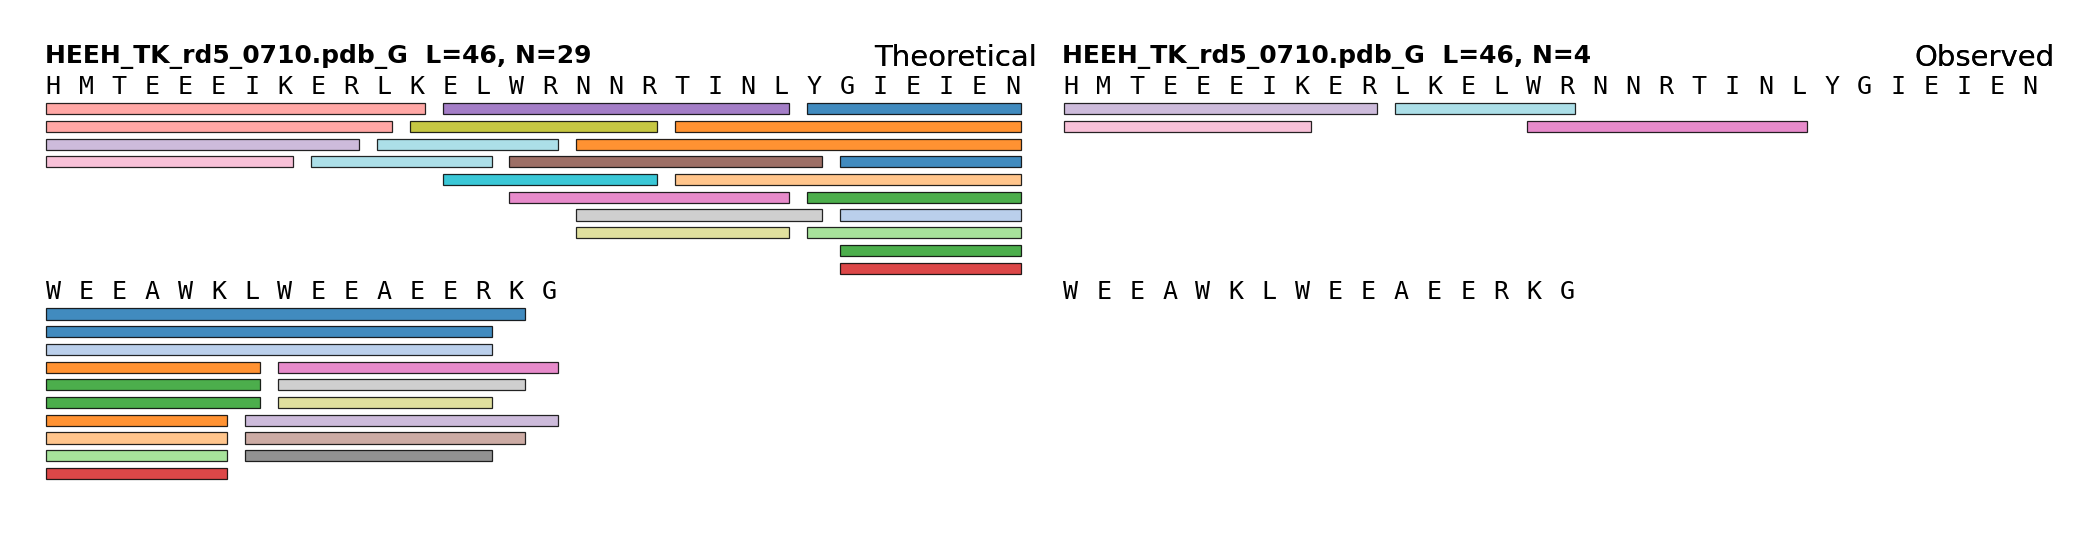 HEEH_TK_rd5_0710.pdb_G L=46, N=29 Theoretical
H M T E E E I K E R L K E L W R N N R T I N L Y G I E I E N
W E E A W K L W E E A E E R K G
HEEH_TK_rd5_0710.pdb_G L=46, N=4 Observed
H M T E E E I K E R L K E L W R N N R T I N L Y G I E I E N
W E E A W K L W E E A E E R K G